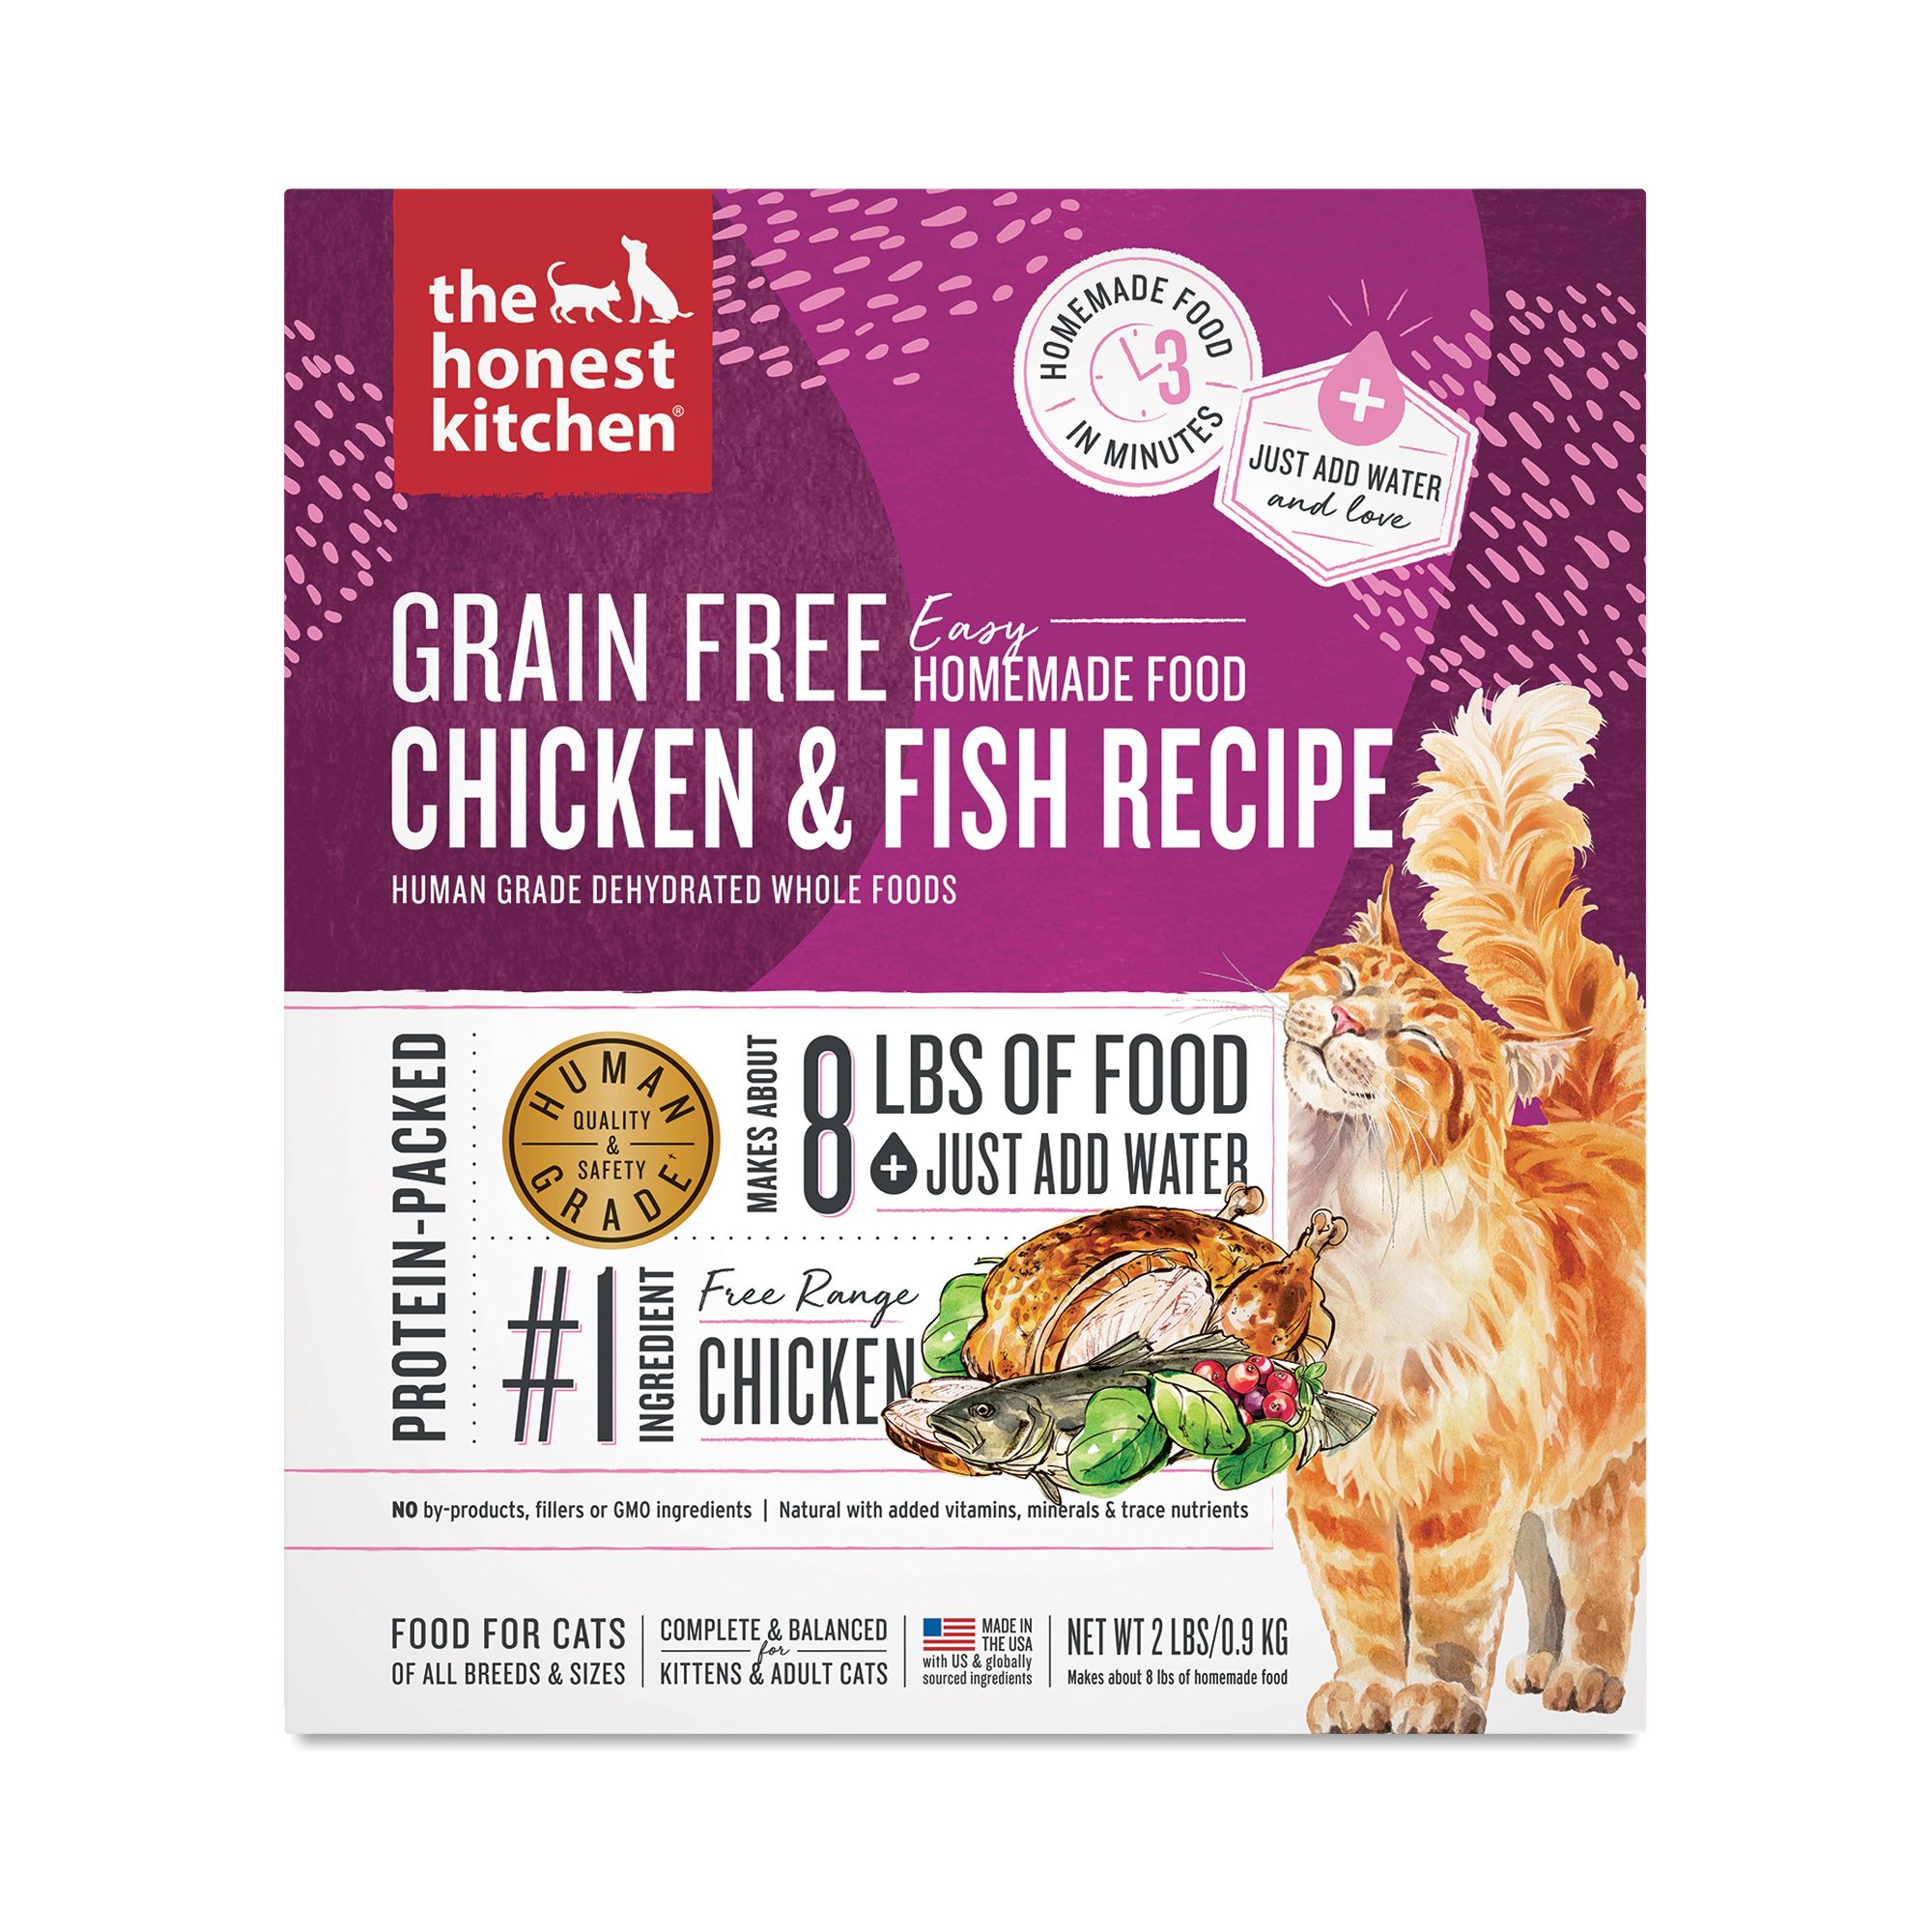 the
honest
kitchen®
HOMEMADE FOOD
3
IN MINUTES
+
JUST ADD WATER
and love
GRAIN FREE
Easy
HOMEMADE FOOD
CHICKEN & FISH RECIPE
HUMAN GRADE DEHYDRATED WHOLE FOODS
PROTEIN-PACKED
HUMAN
QUALITY
&
SAFETY
GRADE+
MAKES ABOUT
8
LBS OF FOOD
+ JUST ADD WATER
#1
INGREDIENT
Free Range
CHICKEN
NO by-products, fillers or GMO ingredients | Natural with added vitamins, minerals & trace nutrients
FOOD FOR CATS
OF ALL BREEDS & SIZES
COMPLETE & BALANCED
for
KITTENS & ADULT CATS
MADE IN
THE USA
with US & globally
sourced ingredients
NET WT 2 LBS/0.9 KG
Makes about 8 lbs of homemade food